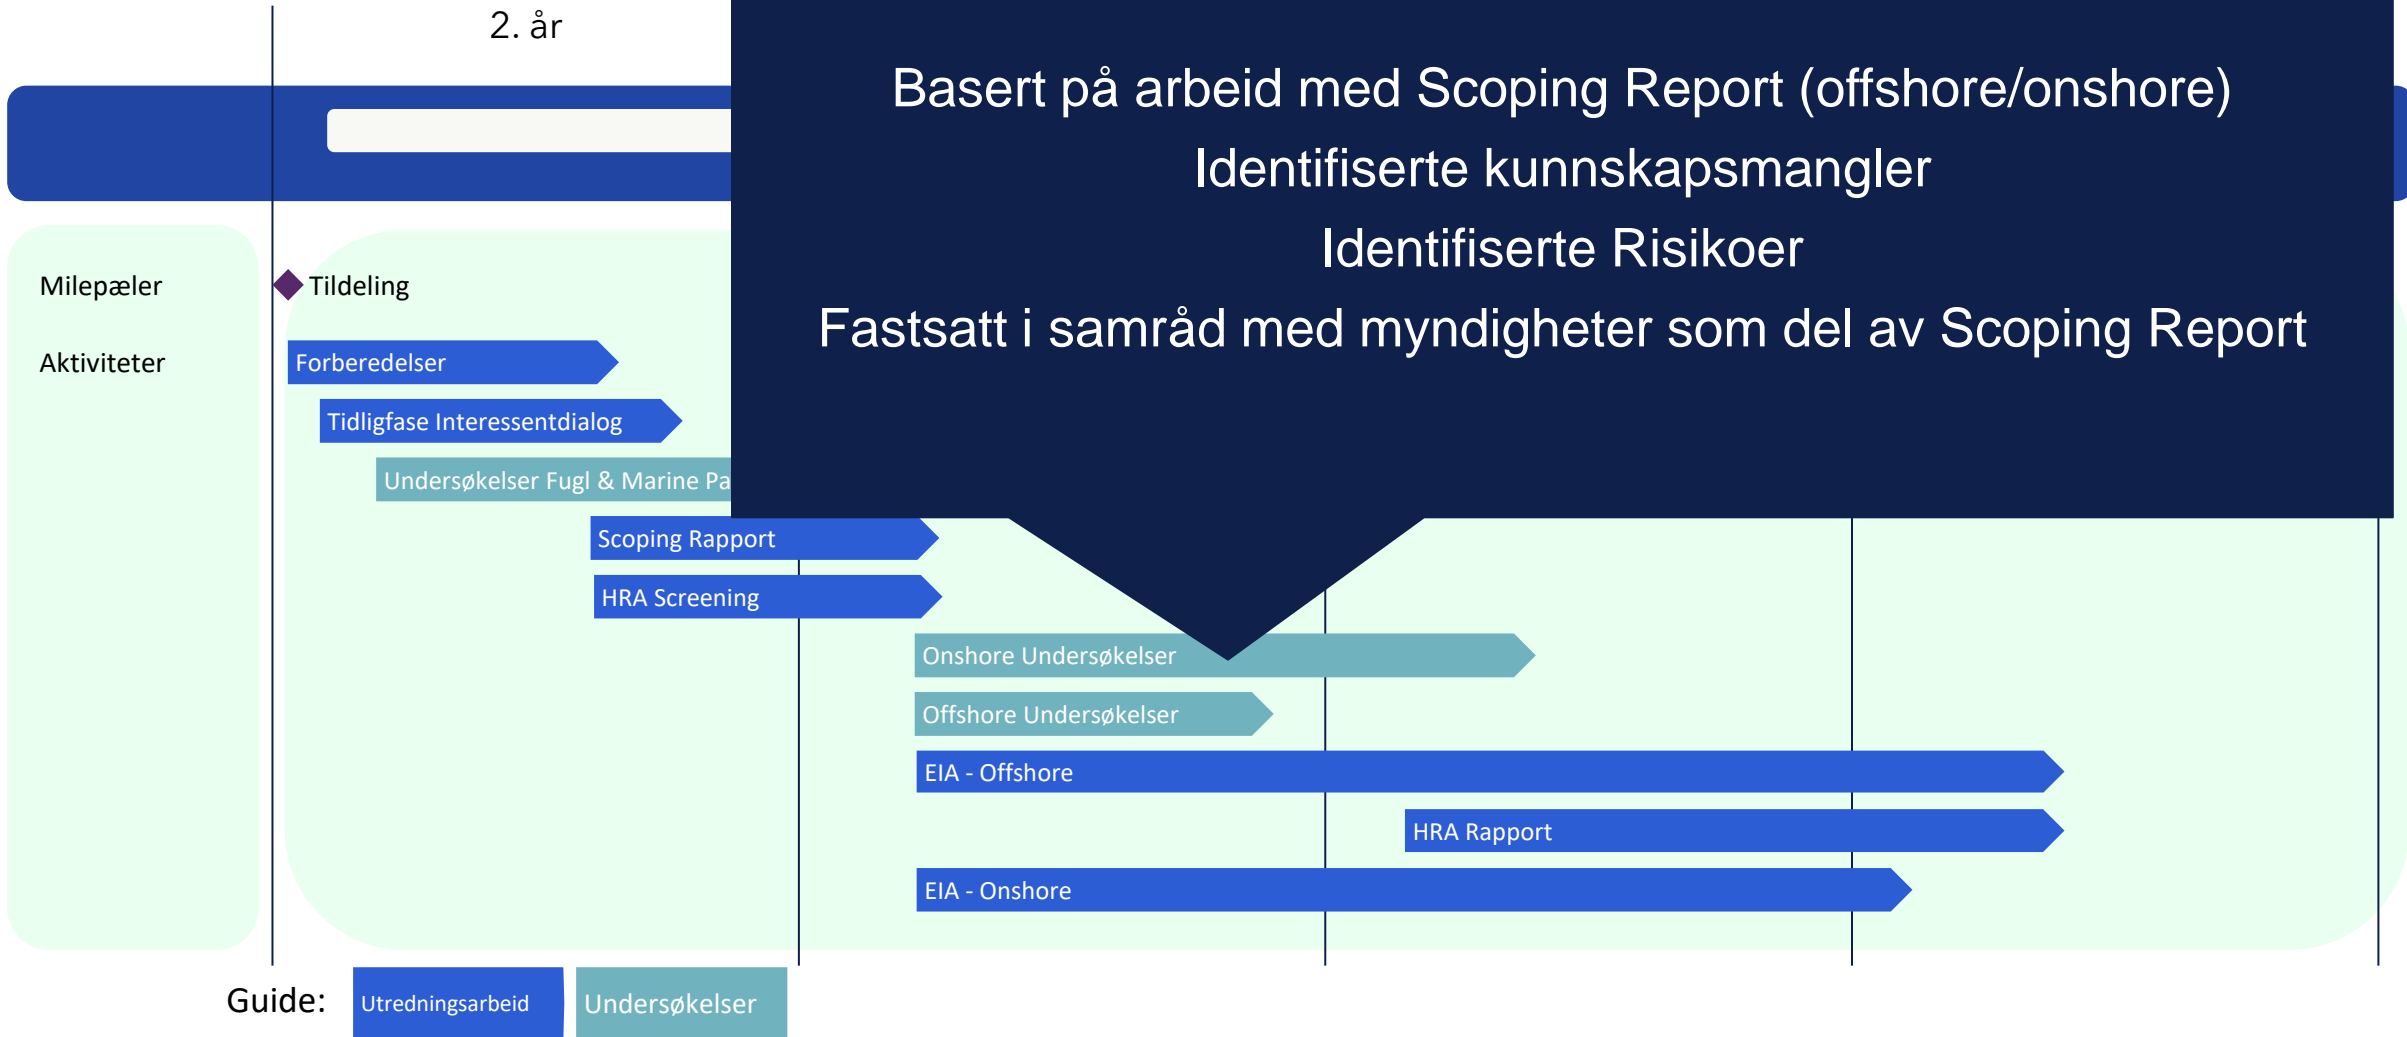 2. år
Basert på arbeid med Scoping Report (offshore/onshore)
Identifiserte kunnskapsmangler
Identifiserte Risikoer
Fastsatt i samråd med myndigheter som del av Scoping Report
Milepæler
Tildeling
Aktiviteter
Forberedelser
Tidligfase Interessentdialog
Undersøkelser Fugl & Marine
Scoping Rapport
HRA Screening
Onshore Undersøkelser
Offshore Undersøkelser
EIA - Offshore
HRA Rapport
EIA - Onshore
Guide:
Utredningsarbeid
Undersøkelser